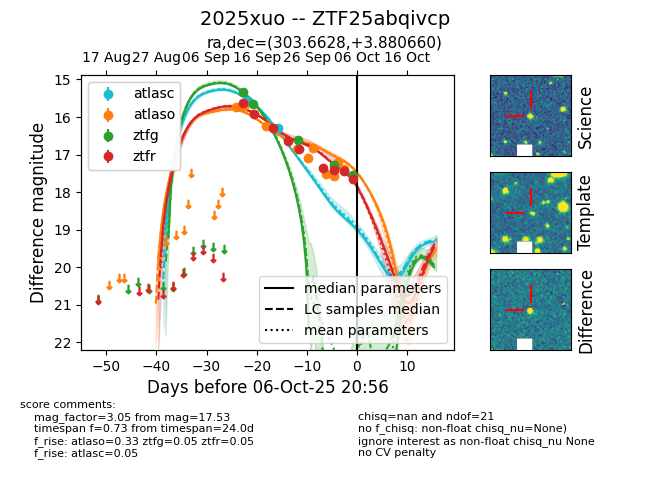 2025xuo -- ZTF25abqivcp
ra,dec=(303.6628,+3.880660)
17 Aug 27 Aug 06 Sep 16 Sep 26 Sep 06 Oct 16 Oct
atlasc
atlaso
ztfg
ztfr
15
16
17
18
19
20
21
22
Difference magnitude
median parameters
LC samples median
mean parameters
−50 −40 −30 −20 −10 0 10
Days before 06-Oct-25 20:56
Science
Template
Difference
score comments:
mag_factor=3.05 from mag=17.53
timespan f=0.73 from timespan=24.0d
f_rise: atlaso=0.33 ztfg=0.05 ztfr=0.05
f_rise: atlasc=0.05
chisq=nan and ndof=21
no f_chisq: non-float chisq_nu=None)
ignore interest as non-float chisq_nu None
no CV penalty